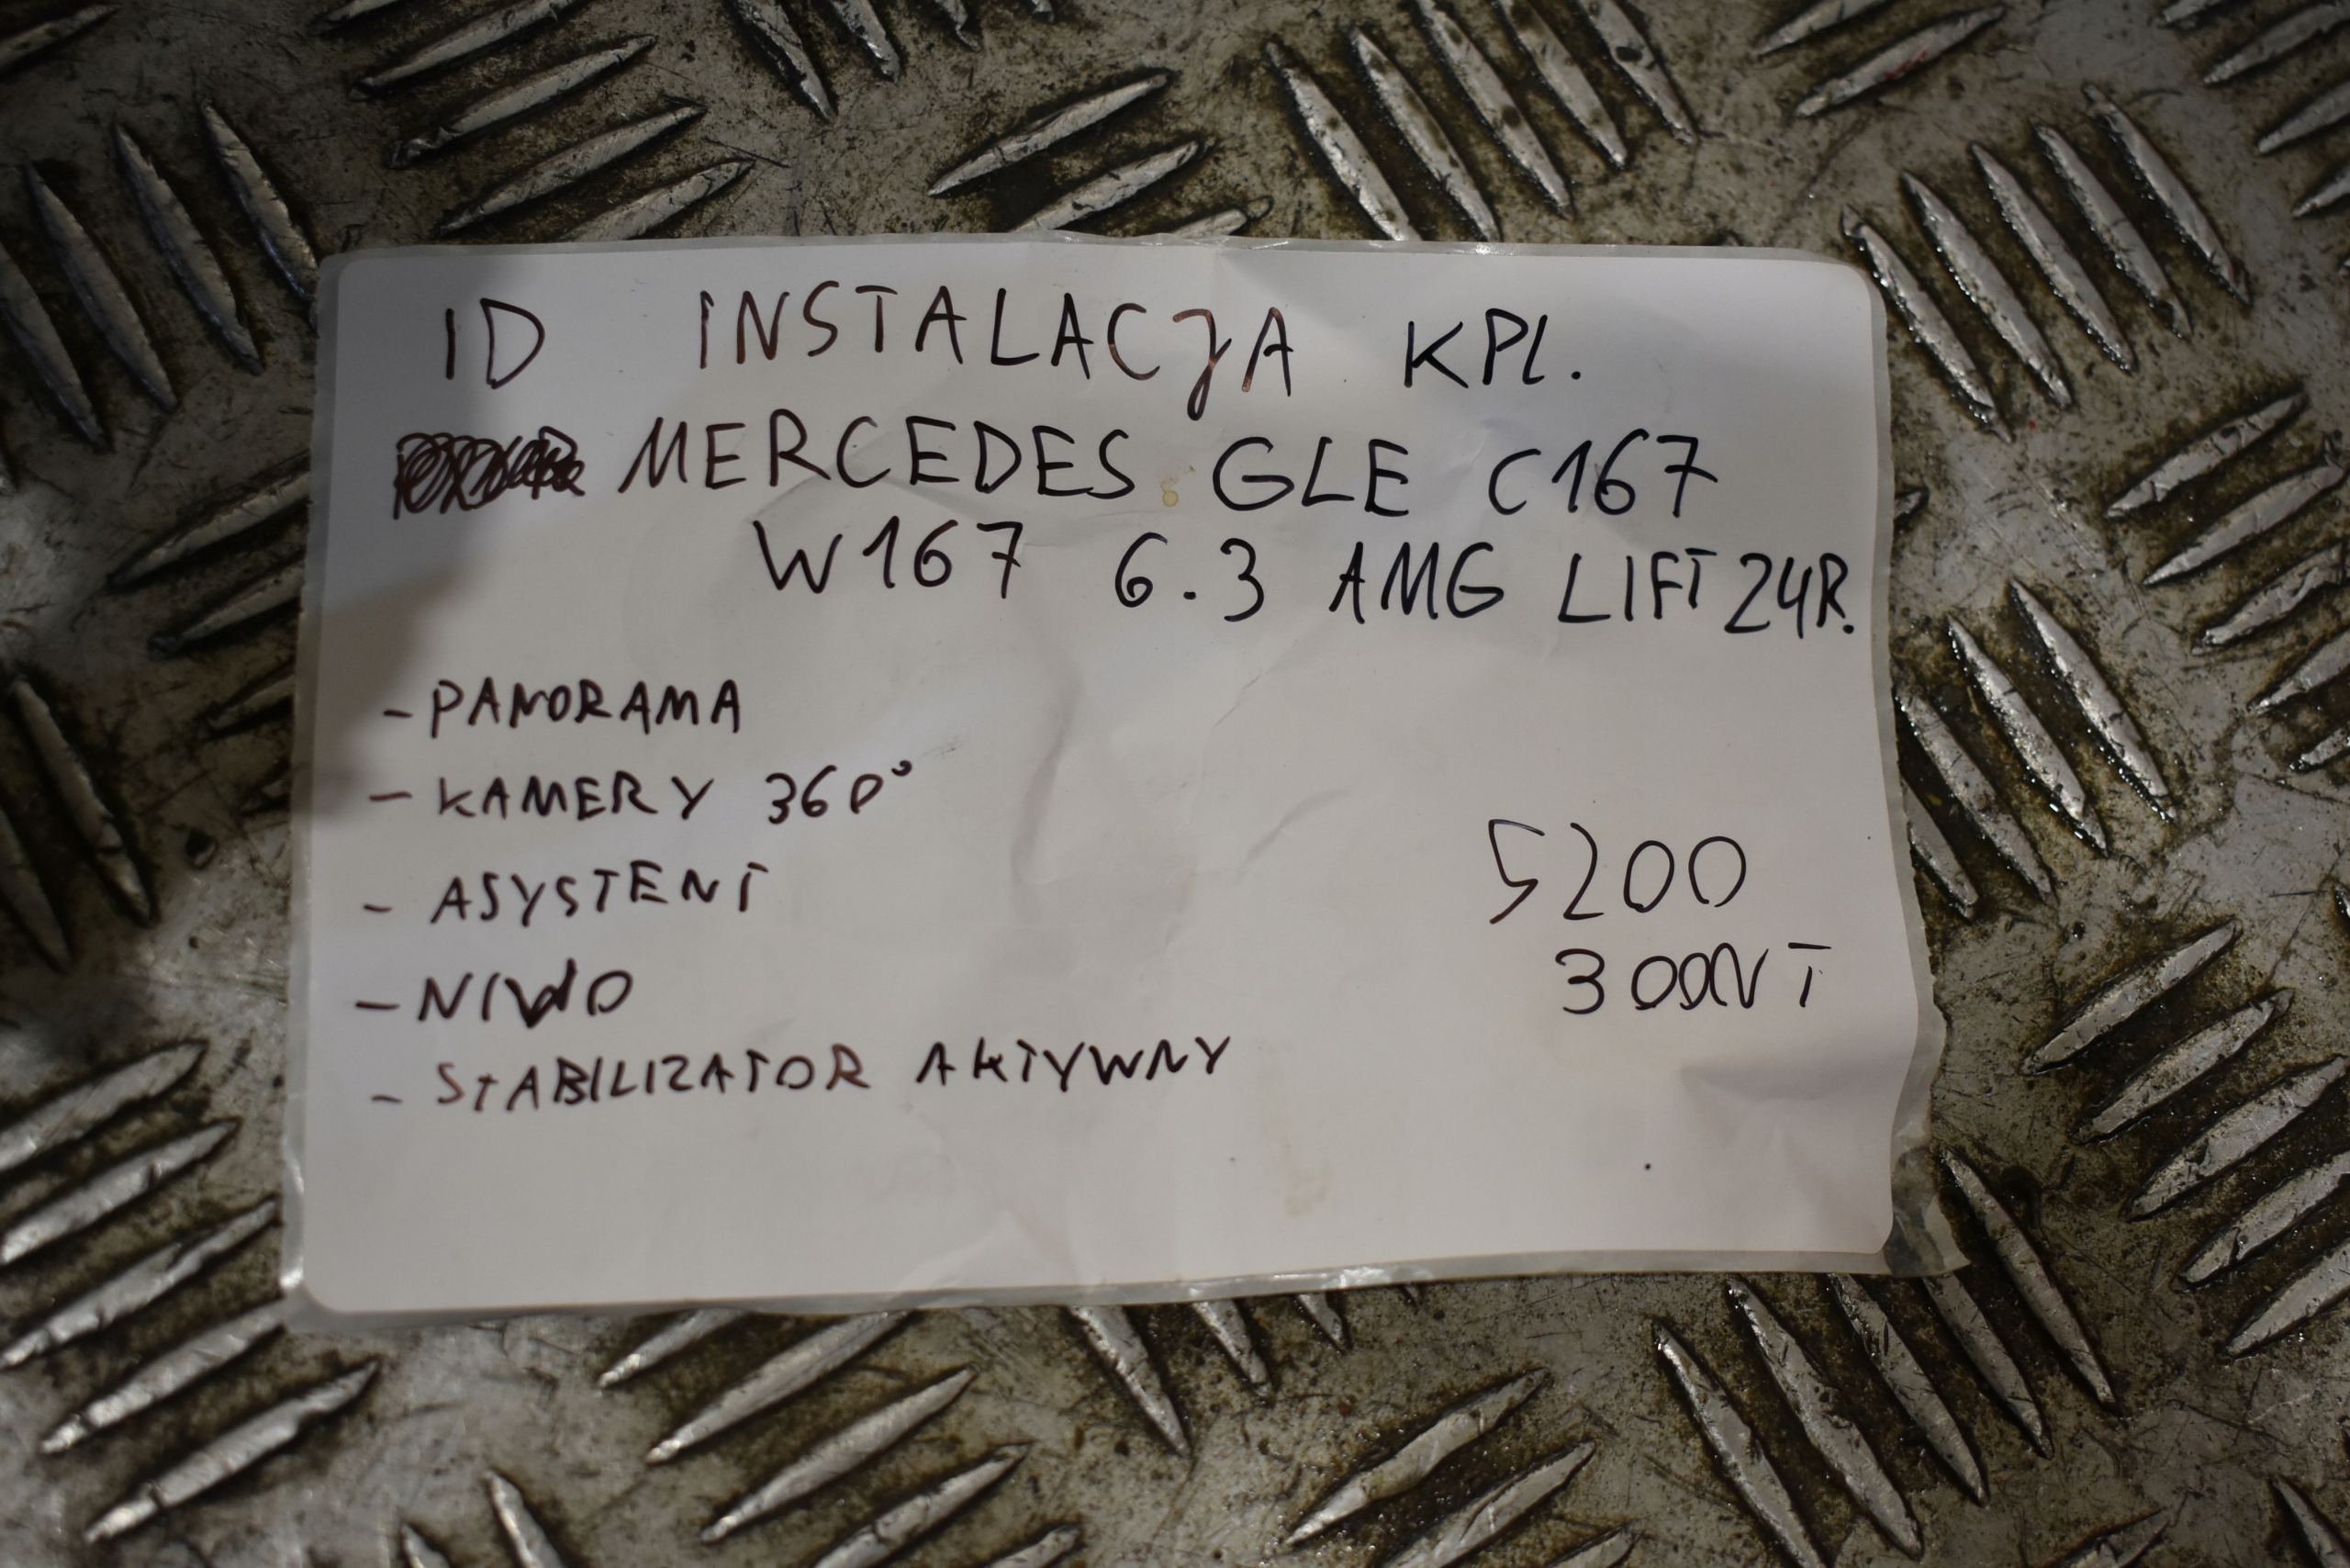 ID INSTALACJA KPL.
MERCEDES GLE C167
W167 6.3 AMG LIFT 24R.
- PANORAMA
- KAMERY 360°
- ASYSTENT
- NIWO
- STABILIZATOR AKTYWNY
5200
300NT